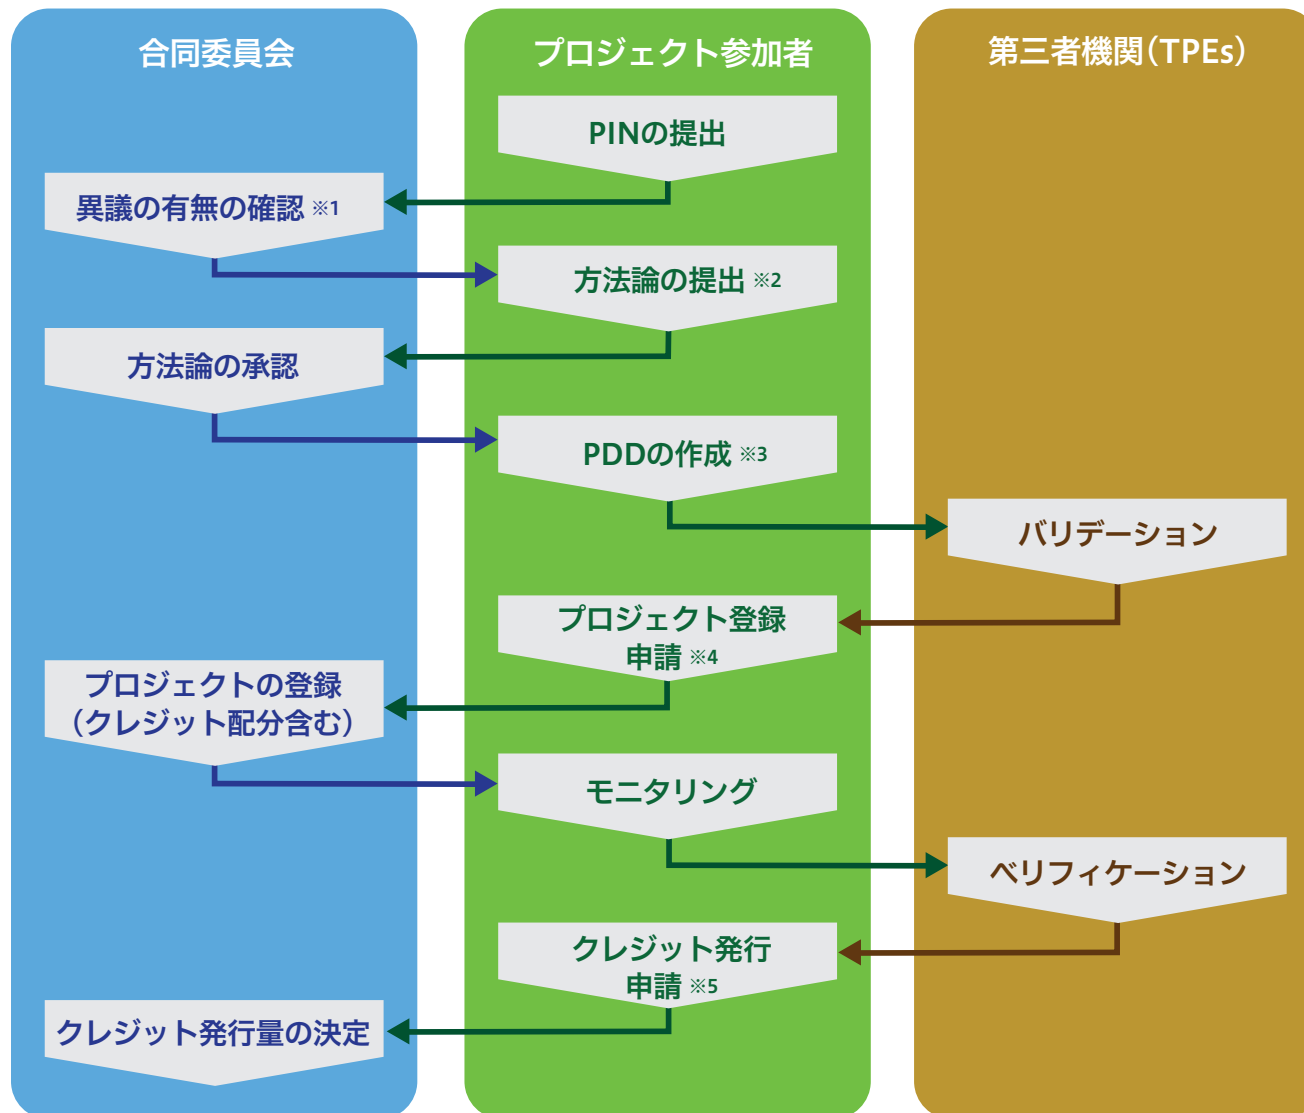 合同委員会
プロジェクト参加者
第三者機関（TPEs）
PINの提出
異議の有無の確認 ※1
方法論の提出 ※2
方法論の承認
PDDの作成 ※3
バリデーション
プロジェクト登録
申請 ※4
プロジェクトの登録
（クレジット配分含む）
モニタリング
ベリフィケーション
クレジット発行
申請 ※5
クレジット発行量の決定